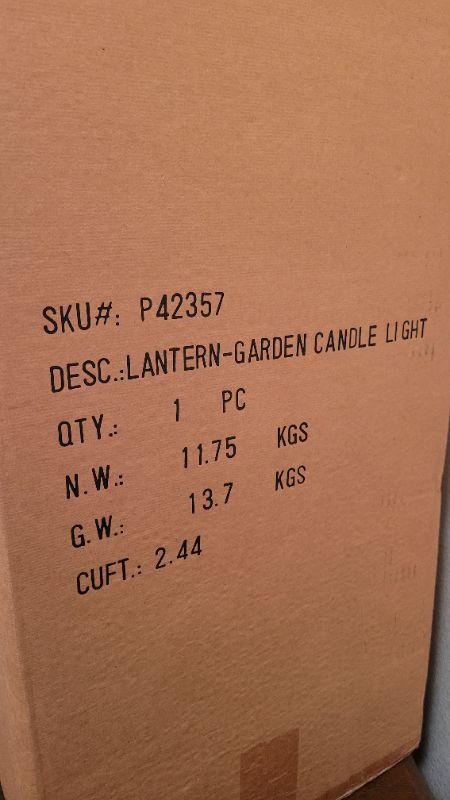 SKU#: P42357
DESC.:LANTERN-GARDEN CANDLE LIGHT
QTY.: 1 PC
N.W.: 11.75 KGS
G.W.: 13.7 KGS
CUFT.: 2.44